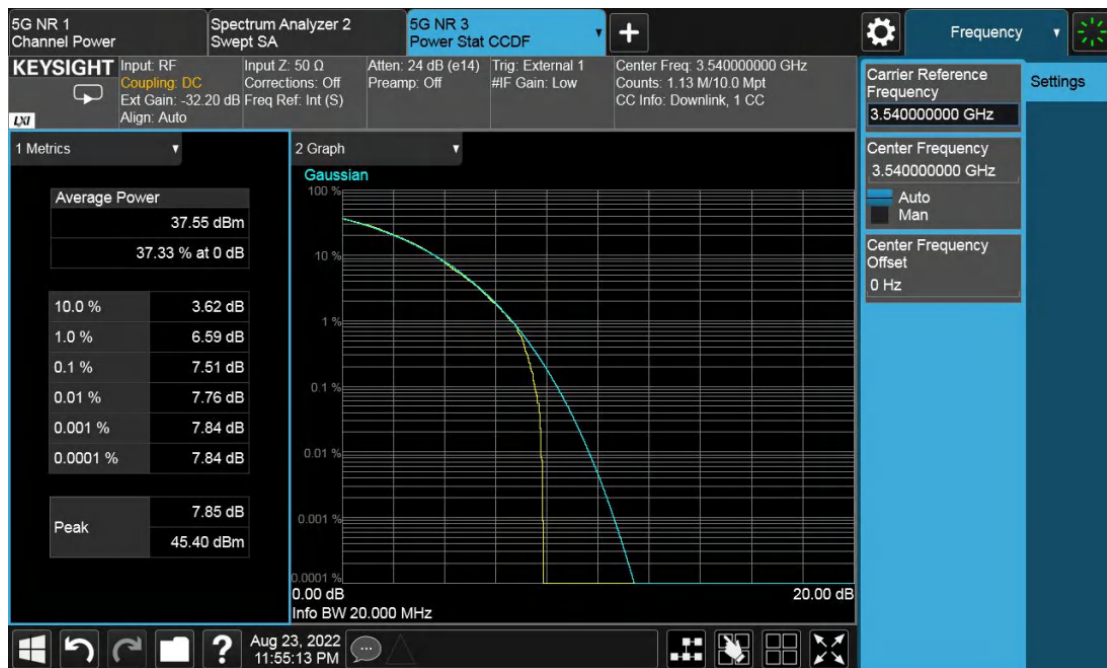 5G NR 1
Channel Power
Spectrum Analyzer 2
Swept SA
5G NR 3
Power Stat CCDF
Frequency
KEYSIGHT
LXI
Input: RF
Coupling: DC
Ext Gain: -32.20 dB
Align: Auto
Input Z: 50 Ω
Corrections: Off
Freq Ref: Int (S)
Atten: 24 dB (e14)
Preamp: Off
Trig: External 1
#IF Gain: Low
Center Freq: 3.540000000 GHz
Counts: 1.13 M/10.0 Mpt
CC Info: Downlink, 1 CC
Carrier Reference
Frequency
3.540000000 GHz
Settings
Center Frequency
3.540000000 GHz
Auto
Man
Center Frequency
Offset
0 Hz
1 Metrics
Average Power
37.55 dBm
37.33 % at 0 dB
10.0 % 3.62 dB
1.0 % 6.59 dB
0.1 % 7.51 dB
0.01 % 7.76 dB
0.001 % 7.84 dB
0.0001 % 7.84 dB
Peak
7.85 dB
45.40 dBm
2 Graph
Gaussian
100 %
10 %
1 %
0.1 %
0.01 %
0.001 %
0.0001 %
0.00 dB 20.00 dB
Info BW 20.000 MHz
?
Aug 23, 2022
11:55:13 PM